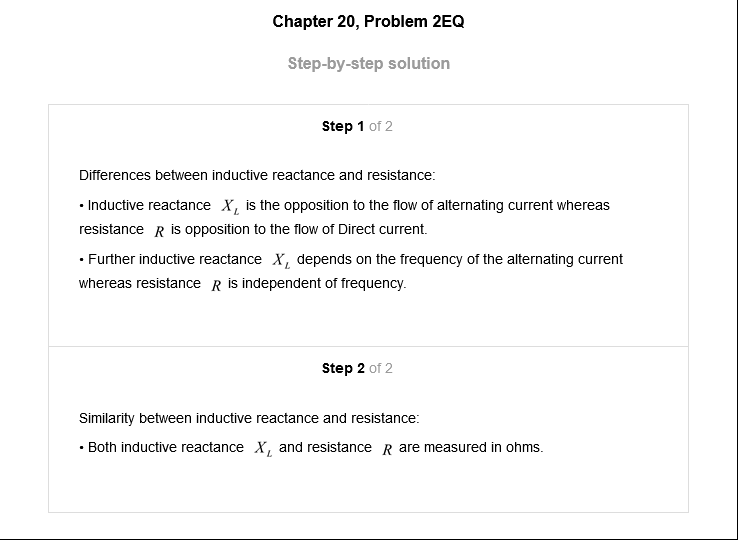 Chapter 20, Problem 2EQ
Step-by-step solution
Step 1 of 2
Differences between inductive reactance and resistance:
• Inductive reactance X_L is the opposition to the flow of alternating current whereas
resistance R is opposition to the flow of Direct current.
• Further inductive reactance X_L depends on the frequency of the alternating current
whereas resistance R is independent of frequency.
Step 2 of 2
Similarity between inductive reactance and resistance:
• Both inductive reactance X_L and resistance R are measured in ohms.